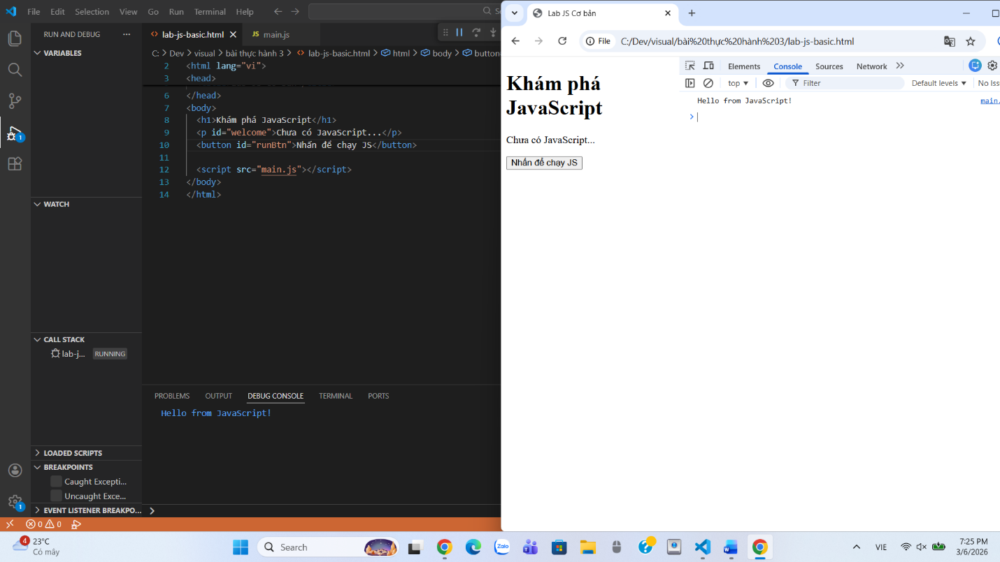 File Edit Selection View Go Run Terminal Help
RUN AND DEBUG
VARIABLES
WATCH
CALL STACK
lab-j... RUNNING
LOADED SCRIPTS
BREAKPOINTS
Caught Excepti...
Uncaught Exce...
EVENT LISTENER BREAKPO...
1
1
lab-js-basic.html
JS main.js
C: > Dev > visual > bài thực hành 3 > lab-js-basic.html > html > body > button
2 <html lang="vi">
3 <head>
6 </head>
7 <body>
8 <h1>Khám phá JavaScript</h1>
9 <p id="welcome">Chưa có JavaScript...</p>
10 <button id="runBtn">Nhấn để chạy JS</button>
11
12 <script src="main.js"></script>
13 </body>
14 </html>
PROBLEMS OUTPUT DEBUG CONSOLE TERMINAL PORTS
Hello from JavaScript!
0 0
Lab JS Cơ bản
File C:/Dev/visual/bài%20thực%20hành%203/lab-js-basic.html
Khám phá
JavaScript
Chưa có JavaScript...
Nhấn để chạy JS
Elements Console Sources Network
top Filter Default levels No Iss
Hello from JavaScript! main.
4
23°C
Có mây
Search
Zalo
VIE
7:25 PM
3/6/2026